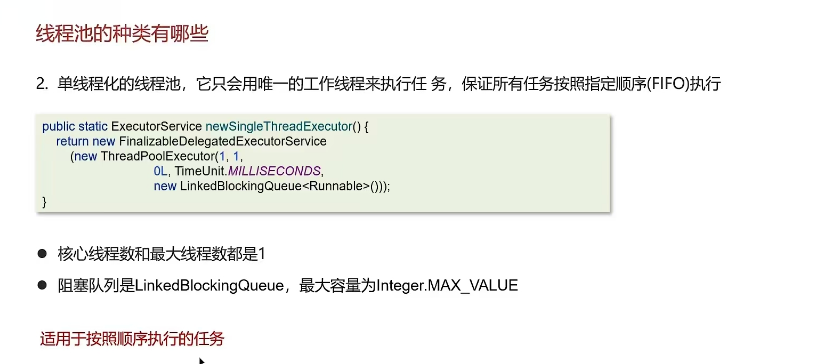 线程池的种类有哪些
2. 单线程化的线程池，它只会用唯一的工作线程来执行任 务，保证所有任务按照指定顺序(FIFO)执行
public static ExecutorService newSingleThreadExecutor() {
return new FinalizableDelegatedExecutorService
(new ThreadPoolExecutor(1, 1,
0L, TimeUnit.MILLISECONDS,
new LinkedBlockingQueue<Runnable>()));
}
● 核心线程数和最大线程数都是1
● 阻塞队列是LinkedBlockingQueue，最大容量为Integer.MAX_VALUE
适用于按照顺序执行的任务